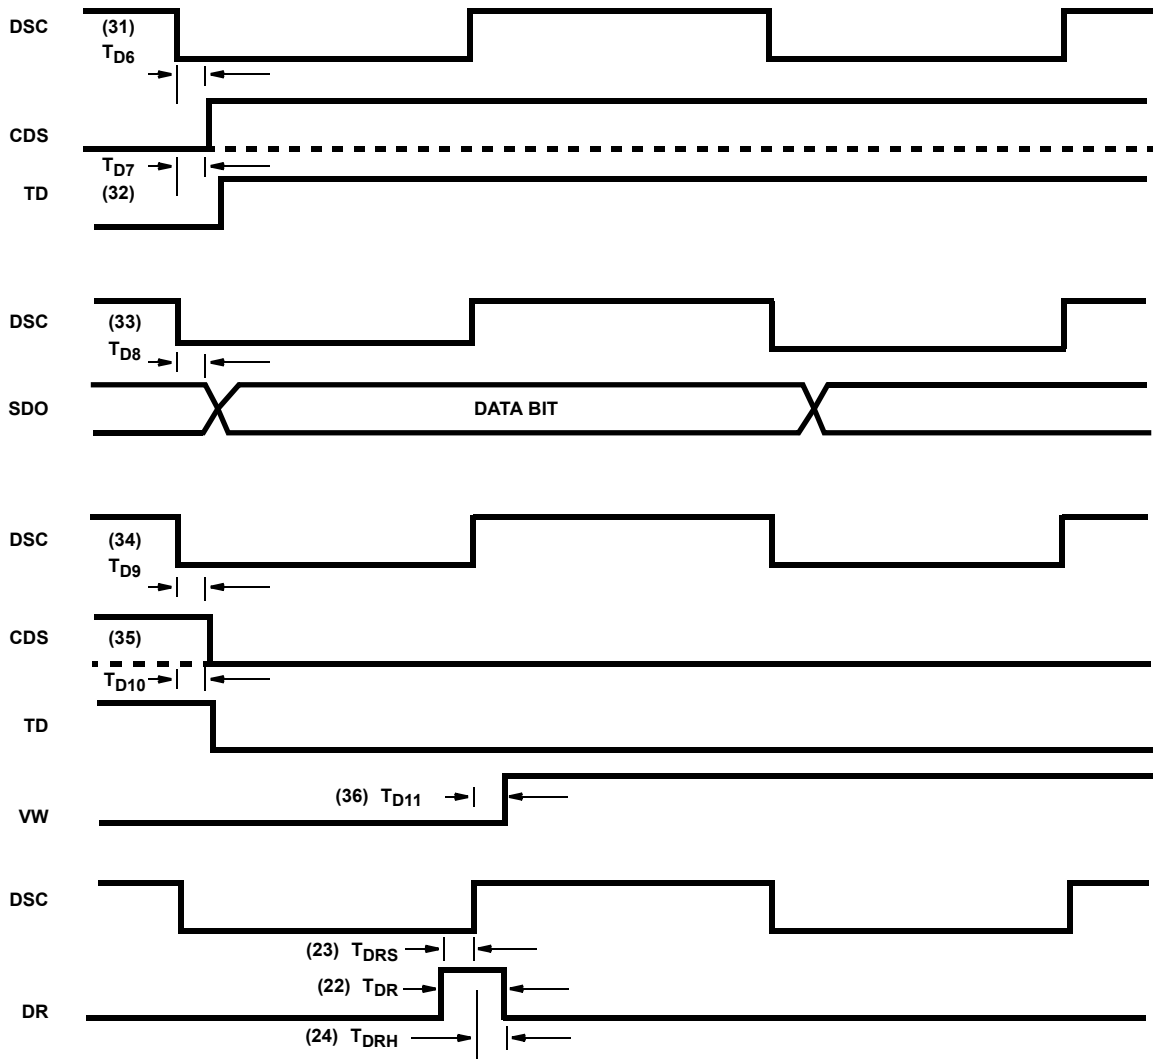 DSC (31)
TD6
CDS
TD7
TD (32)
DSC (33)
TD8
SDO DATA BIT
DSC (34)
TD9
CDS (35)
TD10
TD
(36) TD11
VW
DSC
(23) TDRS
(22) TDR
DR
(24) TDRH